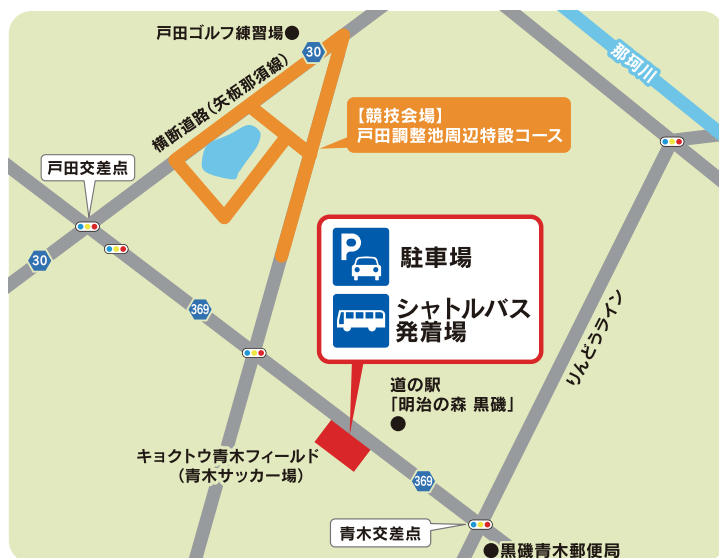 戸田ゴルフ練習場
30
那珂川
横断道路(矢板那須線)
【競技会場】
戸田調整池周辺特設コース
戸田交差点
30
P
駐車場
シャトルバス
発着場
369
りんどうライン
道の駅
「明治の森 黒磯」
キョクトウ青木フィールド
(青木サッカー場)
369
青木交差点
黒磯青木郵便局